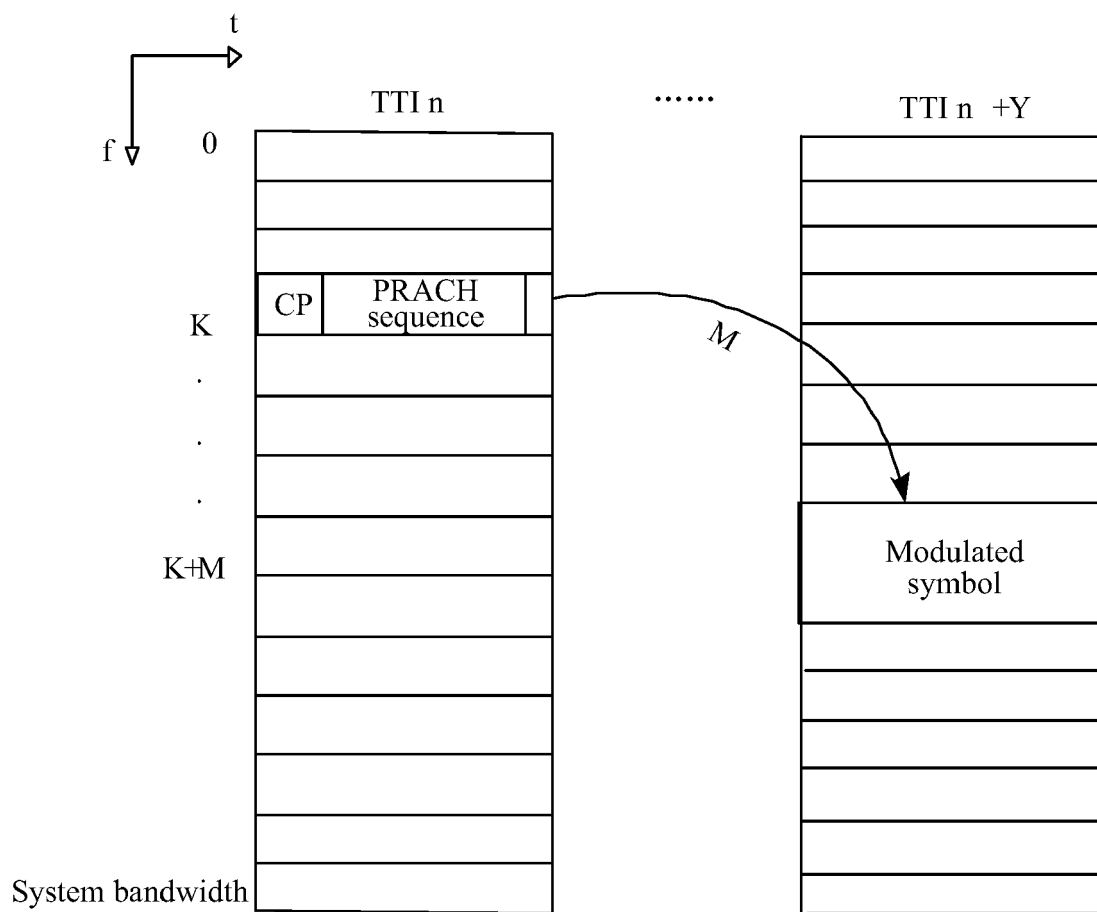 t
TTI n
......
TTI n +Y
f
0
CP
PRACH
sequence
K
M
.
.
.
K+M
Modulated
symbol
System bandwidth